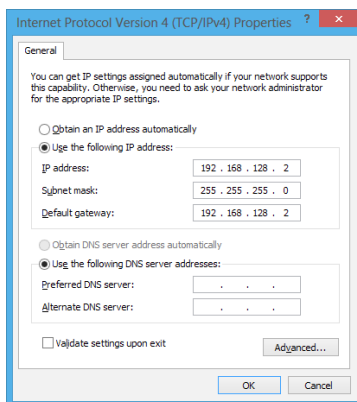 Internet Protocol Version 4 (TCP/IPv4) Properties ? ×
General
You can get IP settings assigned automatically if your network supports
this capability. Otherwise, you need to ask your network administrator
for the appropriate IP settings.
Obtain an IP address automatically
Use the following IP address:
IP address: 192 . 168 . 128 . 2
Subnet mask: 255 . 255 . 255 . 0
Default gateway: 192 . 168 . 128 . 2
Obtain DNS server address automatically
Use the following DNS server addresses:
Preferred DNS server: . . .
Alternate DNS server: . . .
Validate settings upon exit
Advanced...
OK Cancel